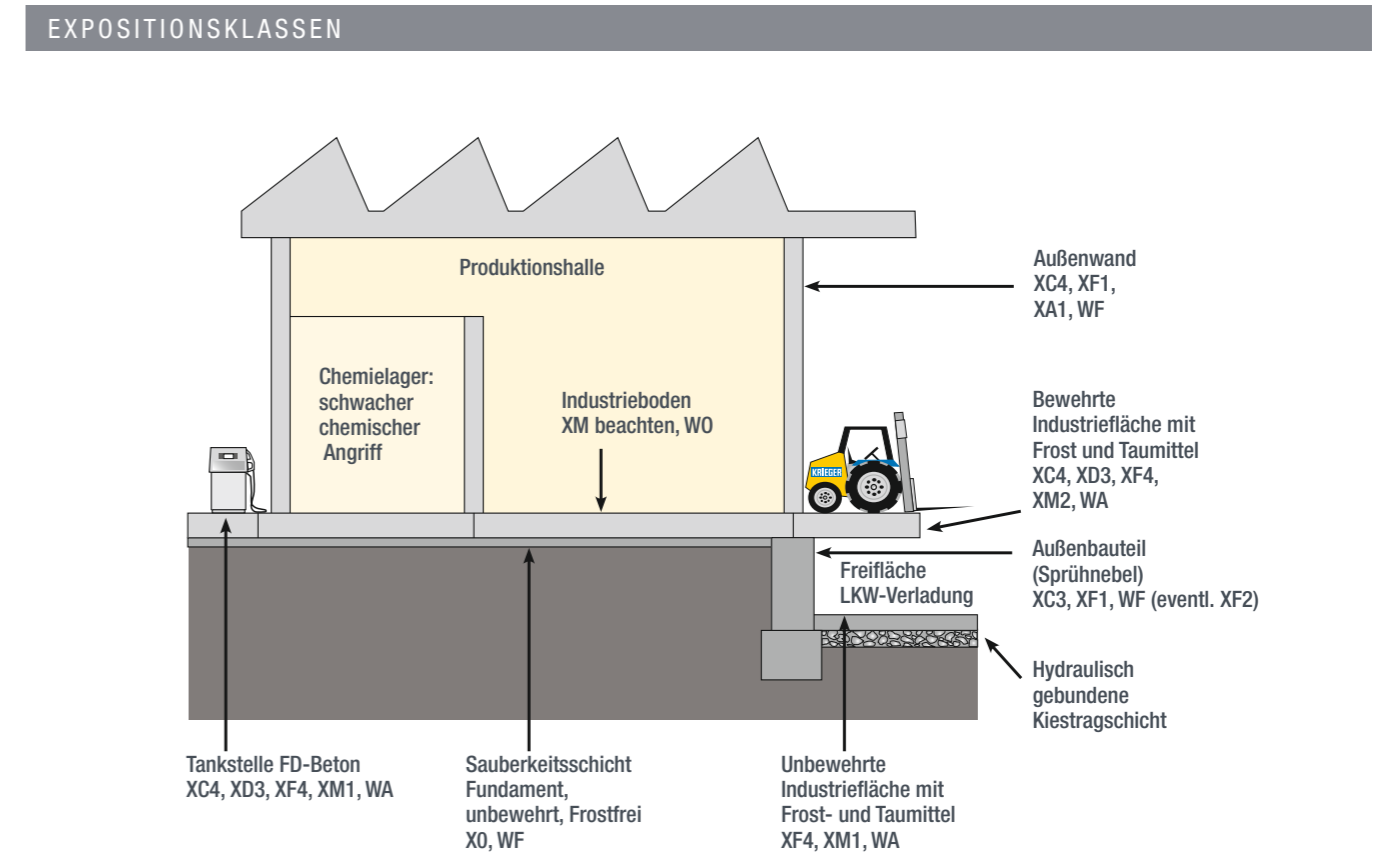 EXPOSITIONSKLASSEN
Produktionshalle
Außenwand
XC4, XF1,
XA1, WF
Chemielager:
schwacher
chemischer
Angriff
Industrieboden
XM beachten, WO
Bewehrte
Industriefläche mit
Frost und Taumittel
XC4, XD3, XF4,
XM2, WA
KRIEGER
Außenbauteil
(Sprühnebel)
XC3, XF1, WF (eventl. XF2)
Freifläche
LKW-Verladung
Hydraulisch
gebundene
Kiestragschicht
Tankstelle FD-Beton
XC4, XD3, XF4, XM1, WA
Sauberkeitsschicht
Fundament,
unbewehrt, Frostfrei
X0, WF
Unbewehrte
Industriefläche mit
Frost- und Taumittel
XF4, XM1, WA